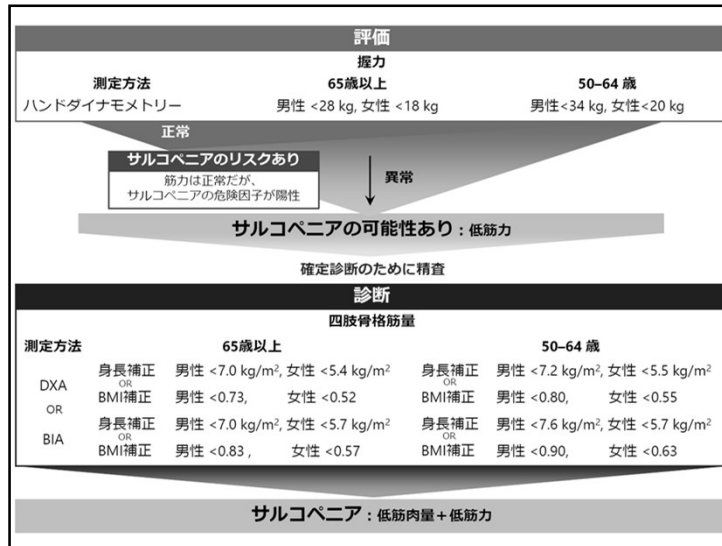 評価
握力
測定方法 65歳以上 50–64 歳
ハンドダイナモメトリー 男性 <28 kg, 女性 <18 kg 男性<34 kg, 女性<20 kg
正常
サルコペニアのリスクあり
筋力は正常だが、
サルコペニアの危険因子が陽性
異常
サルコペニアの可能性あり : 低筋力
確定診断のために精査
診断
四肢骨格筋量
測定方法 65歳以上 50–64 歳
DXA
OR
BIA
身長補正 男性 <7.0 kg/m², 女性 <5.4 kg/m² 身長補正 男性 <7.2 kg/m², 女性 <5.5 kg/m²
OR OR
BMI補正 男性 <0.73, 女性 <0.52 BMI補正 男性 <0.80, 女性 <0.55
身長補正 男性 <7.0 kg/m², 女性 <5.7 kg/m² 身長補正 男性 <7.6 kg/m², 女性 <5.7 kg/m²
OR OR
BMI補正 男性 <0.83 , 女性 <0.57 BMI補正 男性 <0.90, 女性 <0.63
サルコペニア : 低筋肉量+低筋力